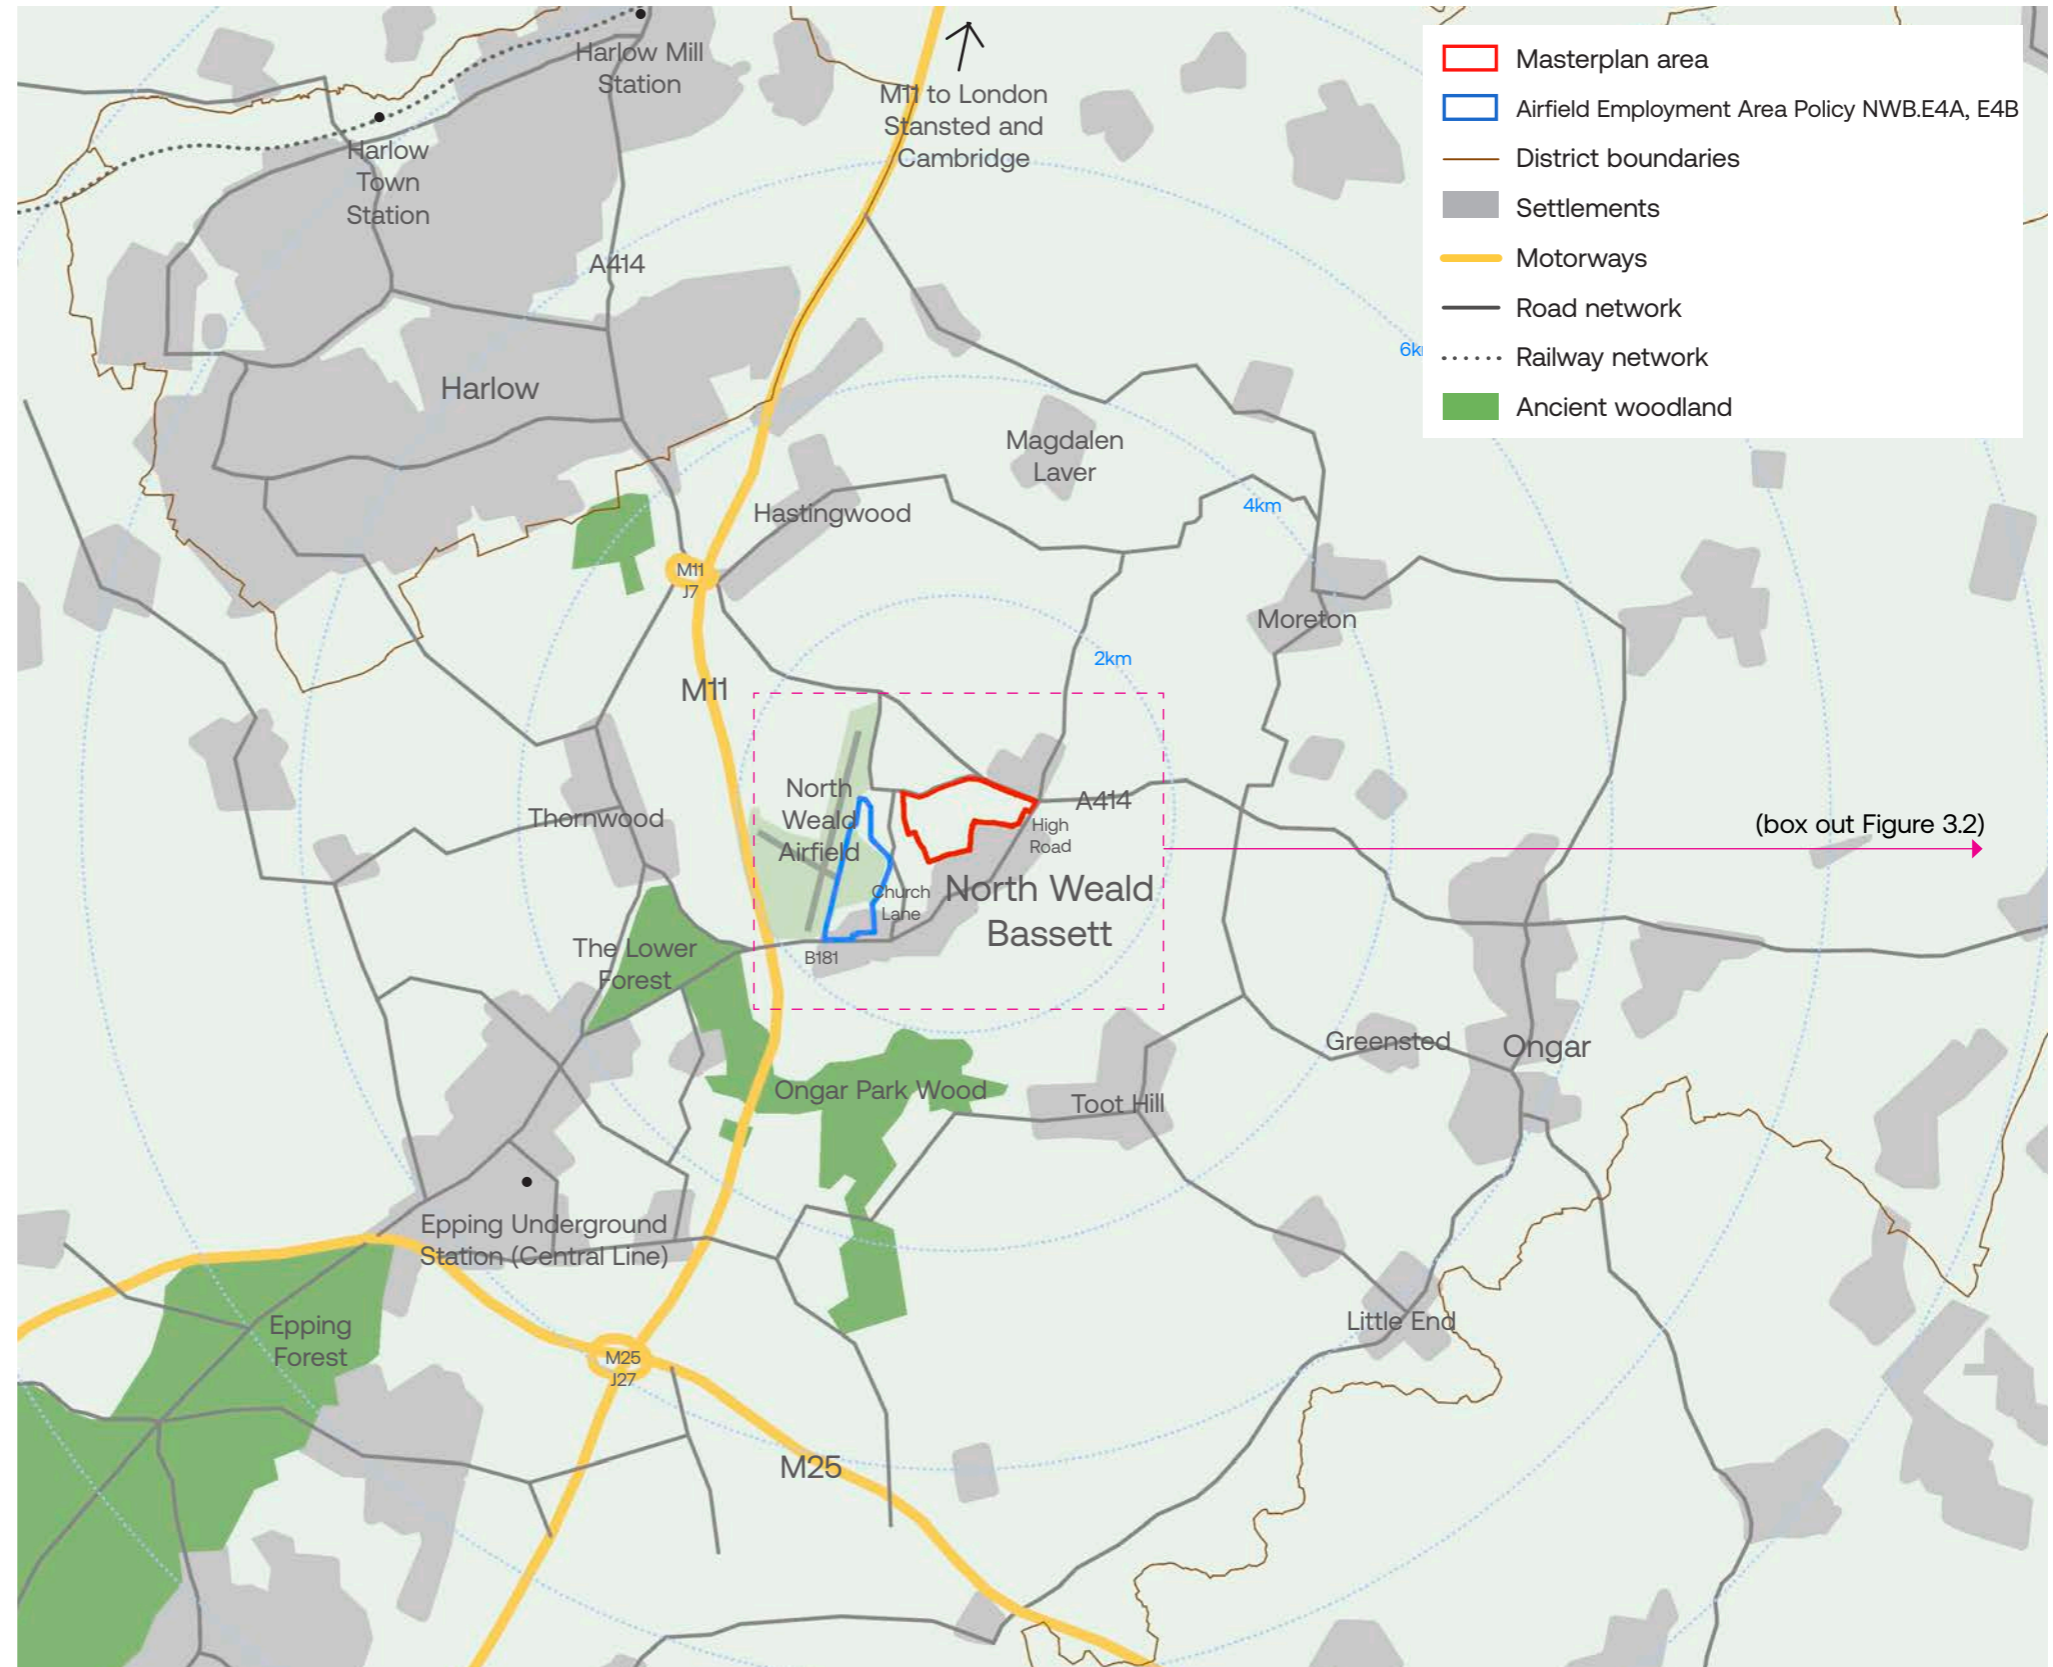 Harlow Mill
Station
M11 to London
Stansted and
Cambridge
Harlow
Town
Station
A414
Masterplan area
Airfield Employment Area Policy NWB.E4A, E4B
District boundaries
Settlements
Motorways
Road network
Railway network
Ancient woodland
Harlow
Magdalen
Laver
4km
Hastingwood
M11
J7
Moreton
2km
M11
North
Weald
Airfield
Thornwood
A414
High
Road
(box out Figure 3.2)
Church
Lane
North Weald
Bassett
The Lower
Forest
B181
Greensted
Ongar
Ongar Park Wood
Toot Hill
Epping Underground
Station (Central Line)
Epping
Forest
Little End
M25
J27
M25